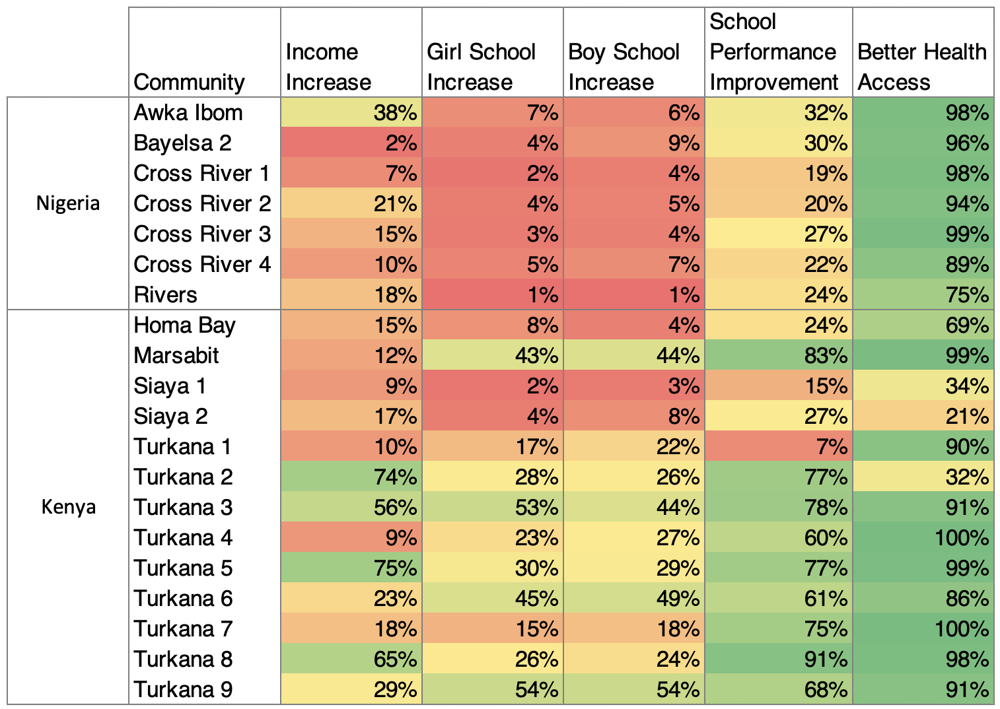 Community Income Increase Girl School Increase Boy School Increase School Performance Improvement Better Health Access
Nigeria
Awka Ibom 38% 7% 6% 32% 98%
Bayelsa 2 2% 4% 9% 30% 96%
Cross River 1 7% 2% 4% 19% 98%
Cross River 2 21% 4% 5% 20% 94%
Cross River 3 15% 3% 4% 27% 99%
Cross River 4 10% 5% 7% 22% 89%
Rivers 18% 1% 1% 24% 75%
Kenya
Homa Bay 15% 8% 4% 24% 69%
Marsabit 12% 43% 44% 83% 99%
Siaya 1 9% 2% 3% 15% 34%
Siaya 2 17% 4% 8% 27% 21%
Turkana 1 10% 17% 22% 7% 90%
Turkana 2 74% 28% 26% 77% 32%
Turkana 3 56% 53% 44% 78% 91%
Turkana 4 9% 23% 27% 60% 100%
Turkana 5 75% 30% 29% 77% 99%
Turkana 6 23% 45% 49% 61% 86%
Turkana 7 18% 15% 18% 75% 100%
Turkana 8 65% 26% 24% 91% 98%
Turkana 9 29% 54% 54% 68% 91%